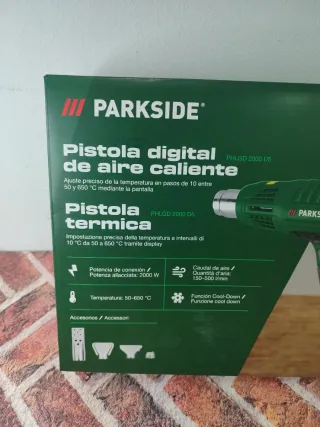 PARKSIDE®
Pistola digital
de aire caliente PHLGD 2000 D5
Ajuste preciso de la temperatura en pasos de 10 entre
50 y 650 °C mediante la pantalla
Pistola
termica PHLGD 2000 D5
Impostazione precisa della temperatura a intervalli di
10 °C da 50 a 650 °C tramite display
PARKS
Potencia de conexión /
Potenza allacciata: 2000 W
Caudal de aire /
Quantità d'aria:
150-500 l/min
Temperatura: 50-650 °C
Función Cool-Down /
Funzione cool down
Accesorios / Accessori